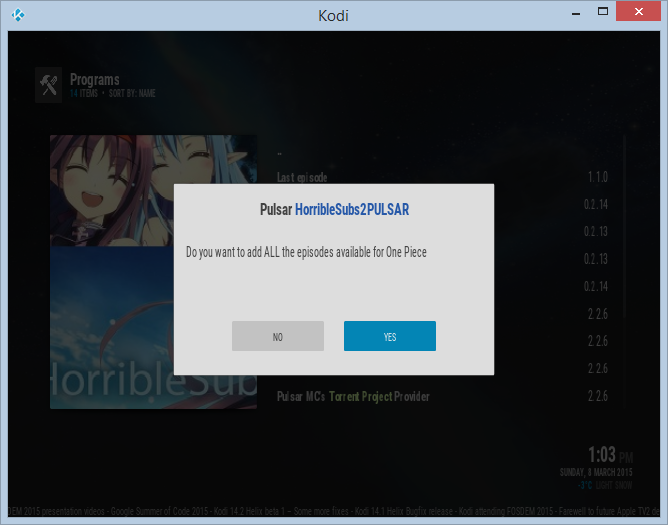 Kodi
Programs
14 ITEMS • SORT BY: NAME
..
Last episode 1.1.0
0.2.14
0.2.13
0.2.13
0.2.14
2.2.6
2.2.6
2.2.6
Pulsar MC's Torrent Project Provider 2.2.6
Pulsar HorribleSubs2PULSAR
Do you want to add ALL the episodes available for One Piece
NO
YES
HorribleSub
1:03 PM
SUNDAY, 8 MARCH 2015
-3°C LIGHT SNOW
DEM 2015 presentation videos - Google Summer of Code 2015 - Kodi 14.2 Helix beta 1 – Some more fixes - Kodi 14.1 Helix Bugfix release - Kodi attending FOSDEM 2015 - Farewell to future Apple TV2 de